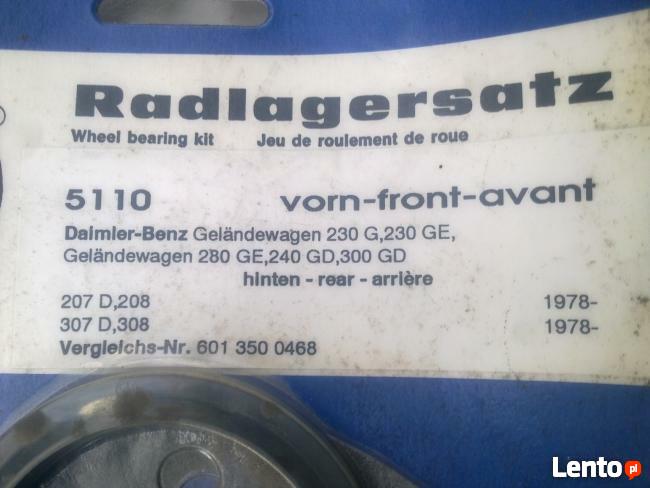 Radlagersatz
Wheel bearing kit Jeu de roulement de roue
5110 vorn-front-avant
Daimler-Benz Geländewagen 230 G,230 GE,
Geländewagen 280 GE,240 GD,300 GD
hinten - rear - arrière
207 D,208 1978-
307 D,308 1978-
Vergleichs-Nr. 601 350 0468
Lento.pl